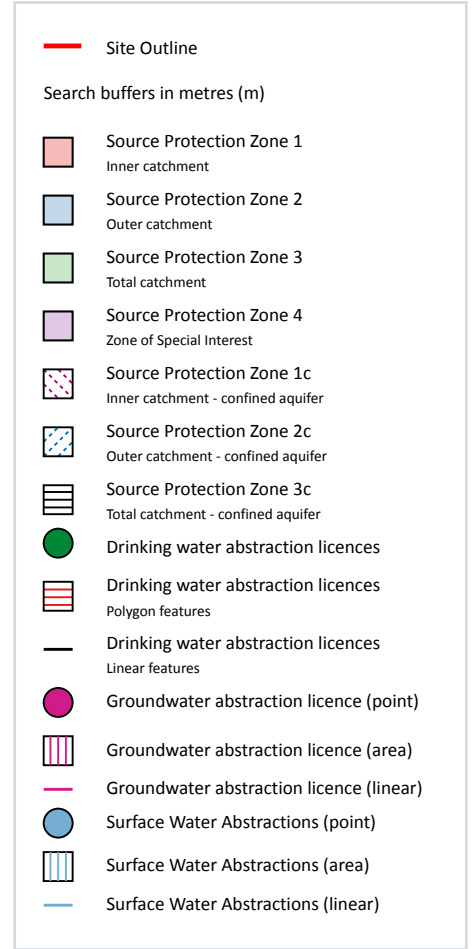 Site Outline
Search buffers in metres (m)
Source Protection Zone 1
Inner catchment
Source Protection Zone 2
Outer catchment
Source Protection Zone 3
Total catchment
Source Protection Zone 4
Zone of Special Interest
Source Protection Zone 1c
Inner catchment - confined aquifer
Source Protection Zone 2c
Outer catchment - confined aquifer
Source Protection Zone 3c
Total catchment - confined aquifer
Drinking water abstraction licences
Drinking water abstraction licences
Polygon features
Drinking water abstraction licences
Linear features
Groundwater abstraction licence (point)
Groundwater abstraction licence (area)
Groundwater abstraction licence (linear)
Surface Water Abstractions (point)
Surface Water Abstractions (area)
Surface Water Abstractions (linear)